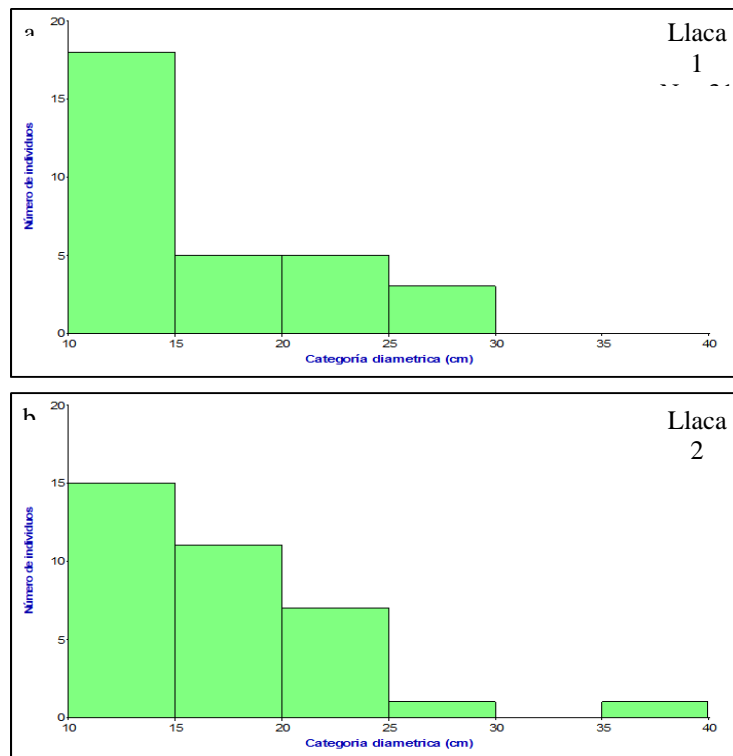 a
Llaca
1
20
15
10
5
0
Número de individuos
10 15 20 25 30 35 40
Categoría diametrica (cm)
b
Llaca
2
20
15
10
5
0
Número de individuos
10 15 20 25 30 35 40
Categoria diametrica (cm)